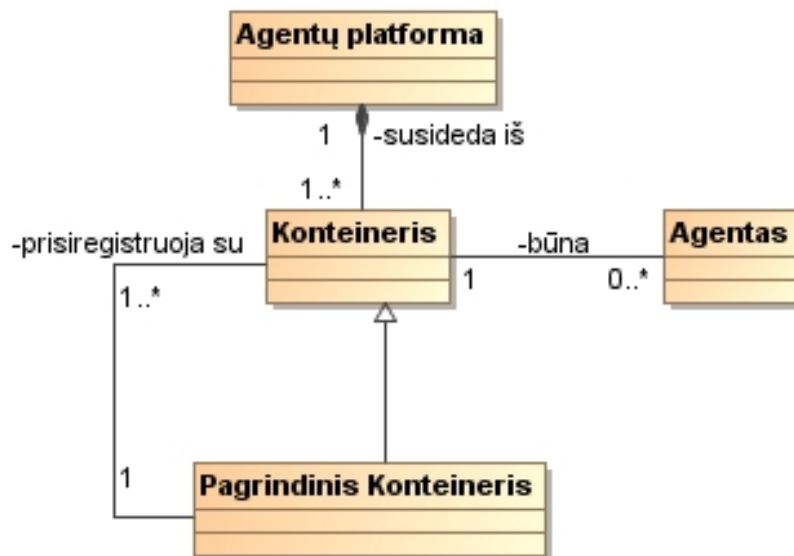 Agentų platforma
1
-susideda iš
1..*
-prisiregistruoja su
Konteineris
-būna
Agentas
1..*
1
0..*
1
Pagrindinis Konteineris